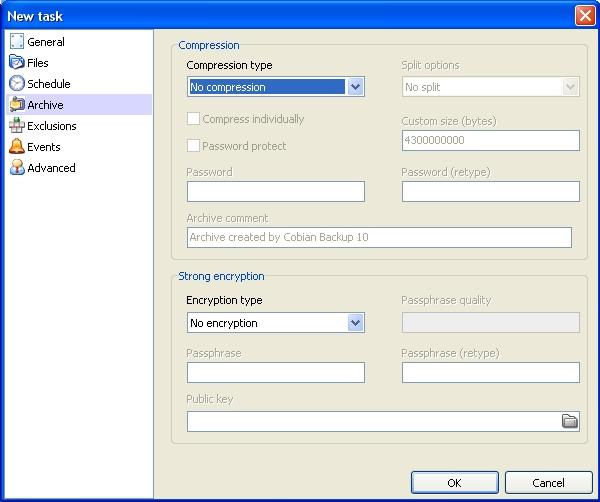 New task
General
Files
Schedule
Archive
Exclusions
Events
Advanced
Compression
Compression type
Split options
No compression
No split
Compress individually
Custom size (bytes)
Password protect
4300000000
Password
Password (retype)
Archive comment
Archive created by Cobian Backup 10
Strong encryption
Encryption type
Passphrase quality
No encryption
Passphrase
Passphrase (retype)
Public key
OK
Cancel